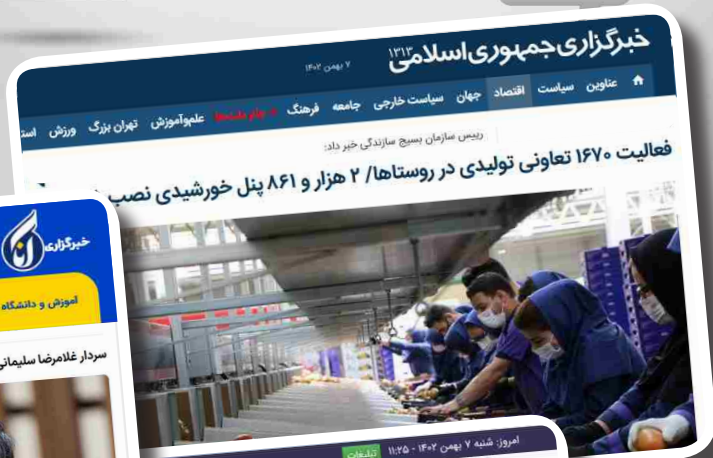 خبرگزاری جمهوری اسلامی ۱۳۱۳
۷ بهمن ۱۴۰۲
عناوین سیاست اقتصاد جهان سیاست خارجی جامعه فرهنگ علم‌وآموزش تهران بزرگ ورزش
رییس سازمان بسیج سازندگی خبر داد:
فعالیت ۱۶۷۰ تعاونی تولیدی در روستاها/ ۲ هزار و ۸۶۱ پنل خورشیدی نصب
خبرگزاری آنا
آموزش و دانشگاه
سردار غلامرضا سلیمانی
امروز: شنبه ۷ بهمن ۱۴۰۲ - ۱۱:۲۵ تبلیغات